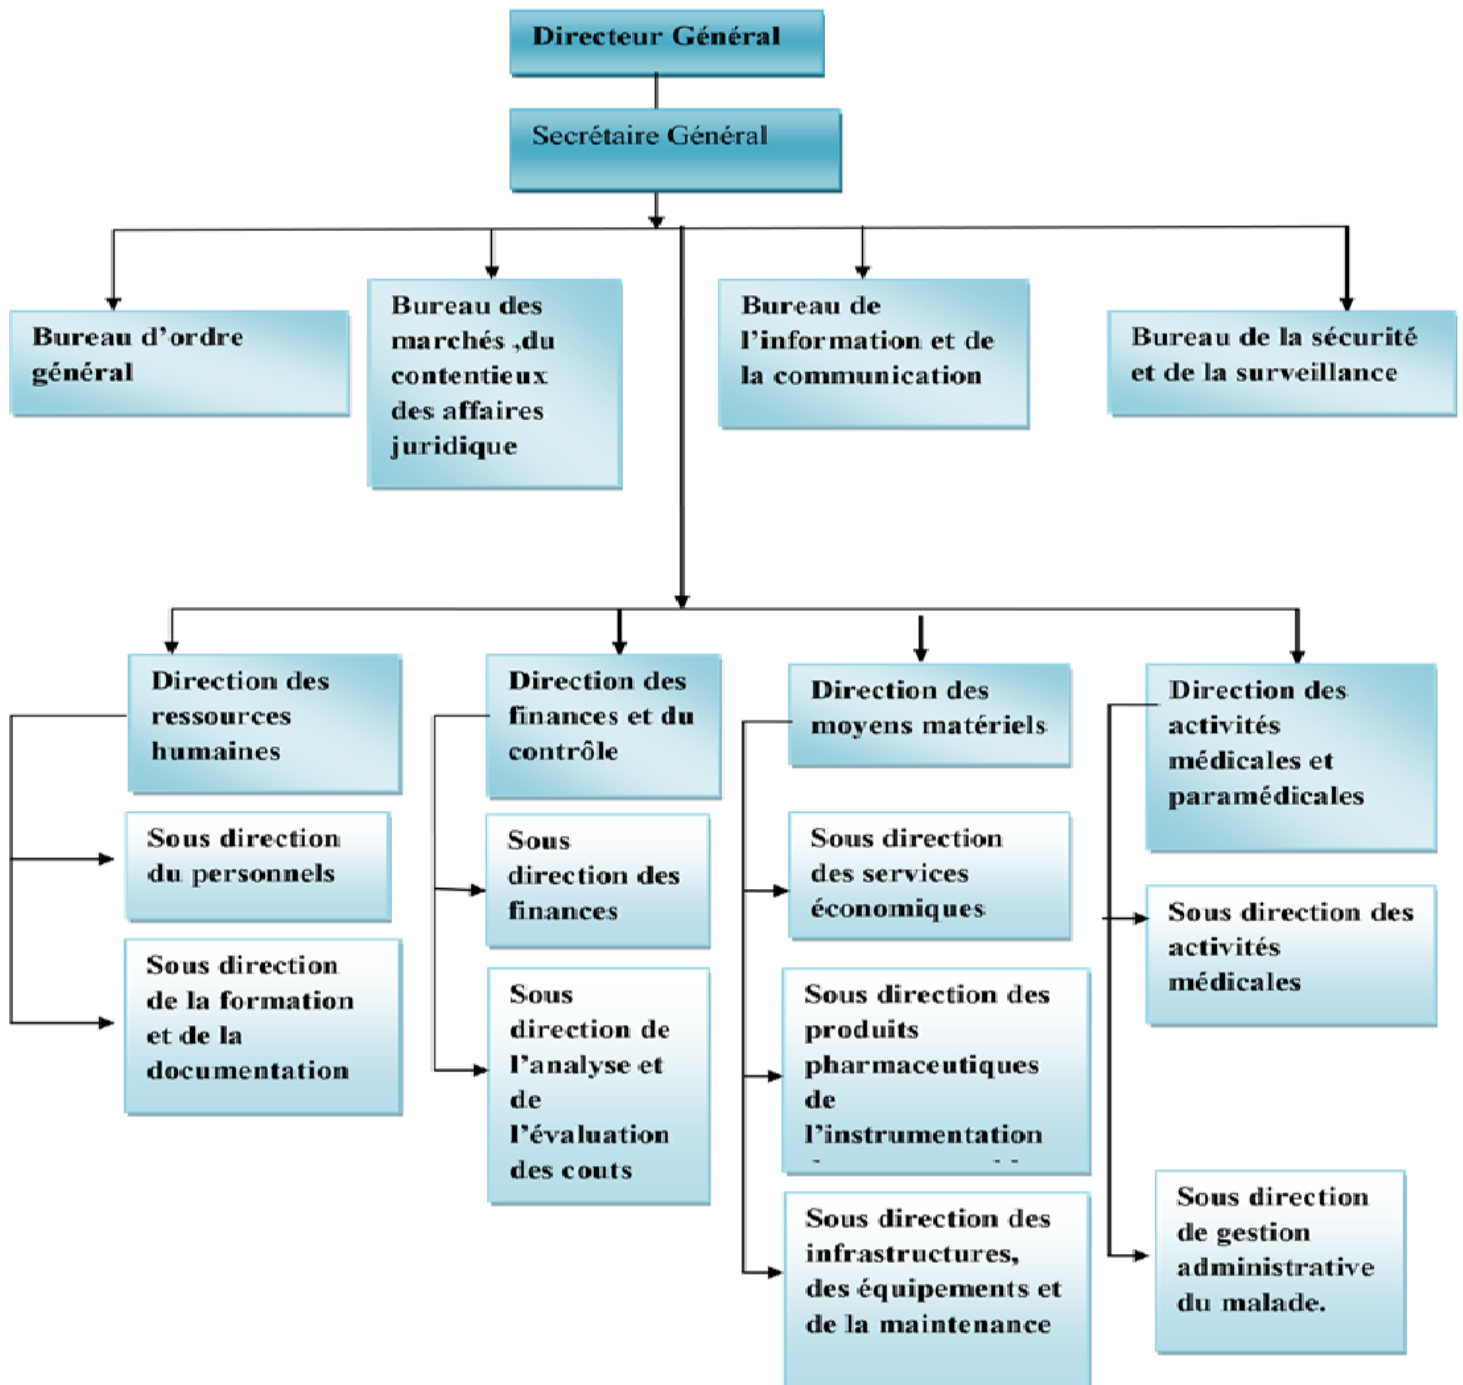 Directeur Général
Secrétaire Général
Bureau d'ordre
général
Bureau des
marchés ,du
contentieux
des affaires
juridique
Bureau de
l'information et de
la communication
Bureau de la sécurité
et de la surveillance
Direction des
ressources
humaines
Direction des
finances et du
contrôle
Direction des
moyens matériels
Direction des
activités
médicales et
paramédicales
Sous direction
du personnels
Sous direction
de la formation
et de la
documentation
Sous
direction des
finances
Sous
direction de
l'analyse et
de
l'évaluation
des couts
Sous direction
des services
économiques
Sous direction des
produits
pharmaceutiques
de
l'instrumentation
Sous direction des
infrastructures,
des équipements et
de la maintenance
Sous direction des
activités
médicales
Sous direction
de gestion
administrative
du malade.